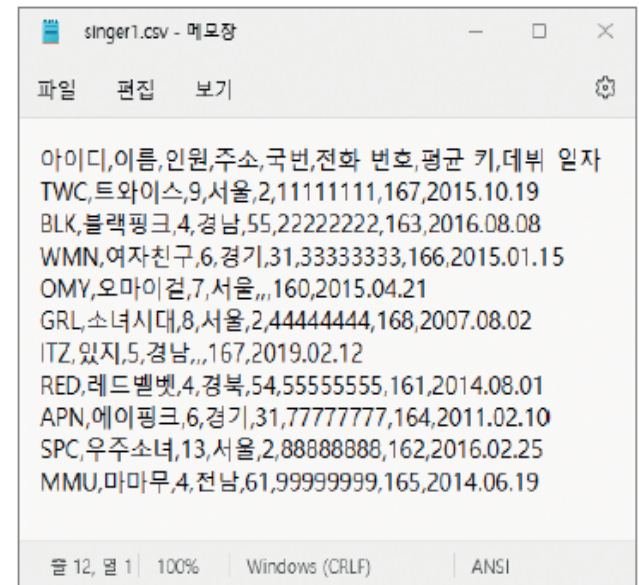 singer1.csv - 메모장
파일 편집 보기
아이디,이름,인원,주소,국번,전화 번호,평균 키,데뷔 일자
TWC,트와이스,9,서울,2,11111111,167,2015.10.19
BLK,블랙핑크,4,경남,55,22222222,163,2016.08.08
WMN,여자친구,6,경기,31,33333333,166,2015.01.15
OMY,오마이걸,7,서울,,,160,2015.04.21
GRL,소녀시대,8,서울,2,44444444,168,2007.08.02
ITZ,있지,5,경남,,,167,2019.02.12
RED,레드벨벳,4,경북,54,55555555,161,2014.08.01
APN,에이핑크,6,경기,31,77777777,164,2011.02.10
SPC,우주소녀,13,서울,2,88888888,162,2016.02.25
MMU,마마무,4,전남,61,99999999,165,2014.06.19
줄 12, 열 1 100% Windows (CRLF) ANSI